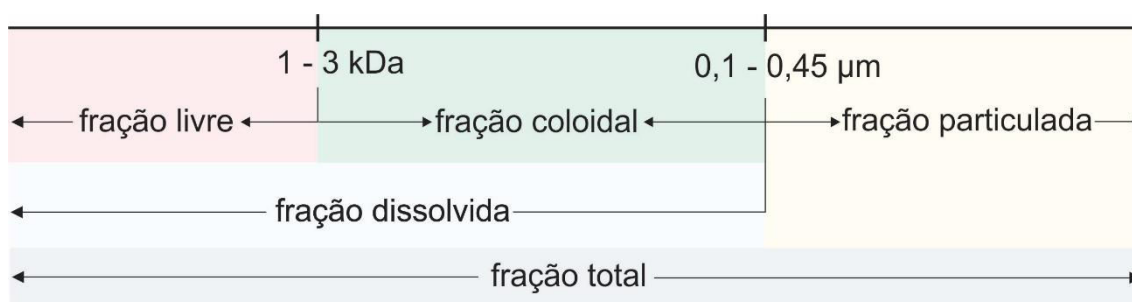 1 - 3 kDa
0,1 - 0,45 µm
fração livre
fração coloidal
fração particulada
fração dissolvida
fração total